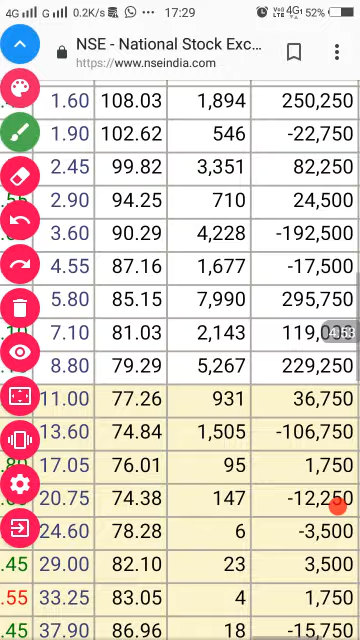 4G G 0.2K/s ··· 17:29 VoI) LTE 4G 52%
NSE - National Stock Exc...
https://www.nseindia.com
1.60 108.03 1,894 250,250
1.90 102.62 546 -22,750
2.45 99.82 3,351 82,250
2.90 94.25 710 24,500
3.60 90.29 4,228 -192,500
4.55 87.16 1,677 -17,500
5.80 85.15 7,990 295,750
7.10 81.03 2,143
4:53
8.80 79.29 5,267 229,250
11.00 77.26 931 36,750
13.60 74.84 1,505 -106,750
17.05 76.01 95 1,750
20.75 74.38 147 -12,250
24.60 78.28 6 -3,500
.45 29.00 82.10 23 3,500
.55 33.25 83.05 4 1,750
.45 37.90 86.96 18 -15,750